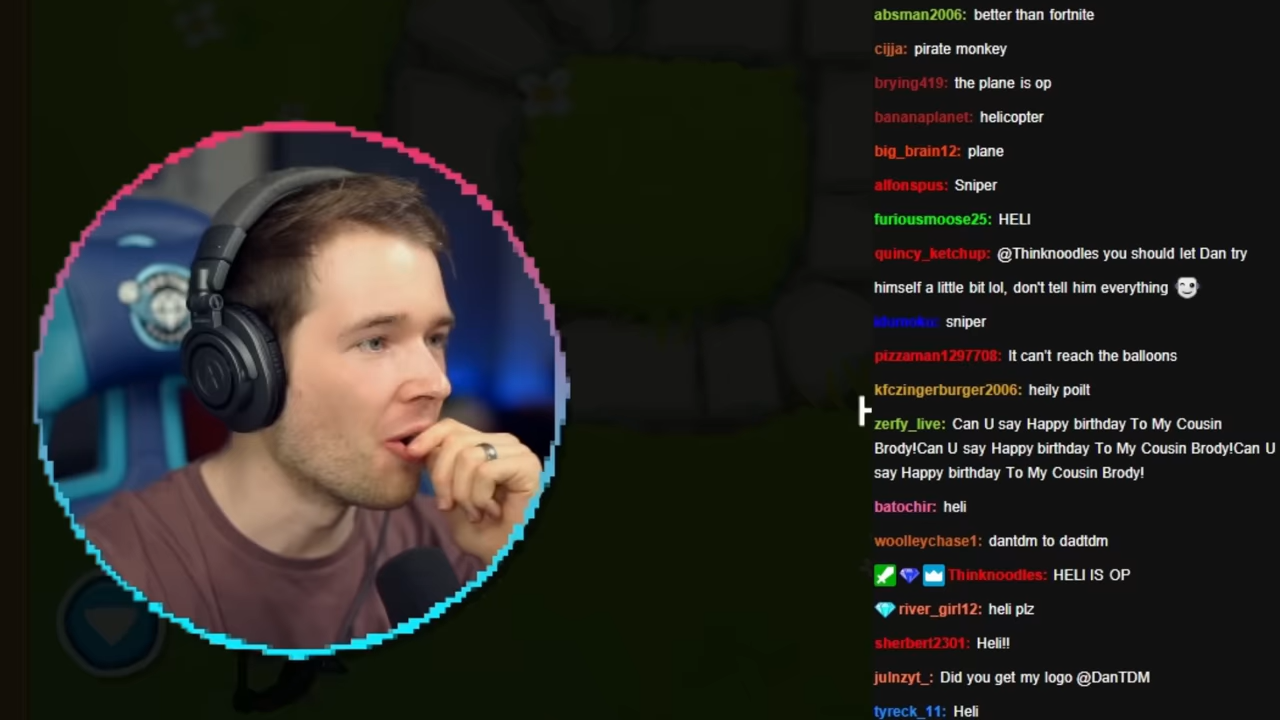 absman2006: better than fortnite
cijja: pirate monkey
brying419: the plane is op
bananaplanet: helicopter
big_brain12: plane
alfonspus: Sniper
furiousmoose25: HELI
quincy_ketchup: @Thinknoodles you should let Dan try
himself a little bit lol, don't tell him everything
sniper
pizzaman1297708: It can't reach the balloons
kfczingerburger2006: heily poilt
zerfy_live: Can U say Happy birthday To My Cousin
Brody!Can U say Happy birthday To My Cousin Brody!Can U
say Happy birthday To My Cousin Brody!
batochir: heli
woolleychase1: dantdm to dadtdm
Thinknoodles: HELI IS OP
river_girl12: heli plz
sherbert2301: Heli!!
julnzyt_: Did you get my logo @DanTDM
tyreck_11: Heli